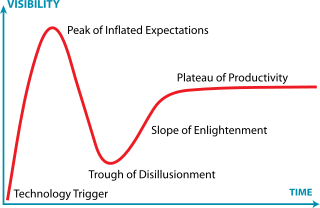 VISIBILITY
Peak of Inflated Expectations
Plateau of Productivity
Slope of Enlightenment
Trough of Disillusionment
Technology Trigger
TIME